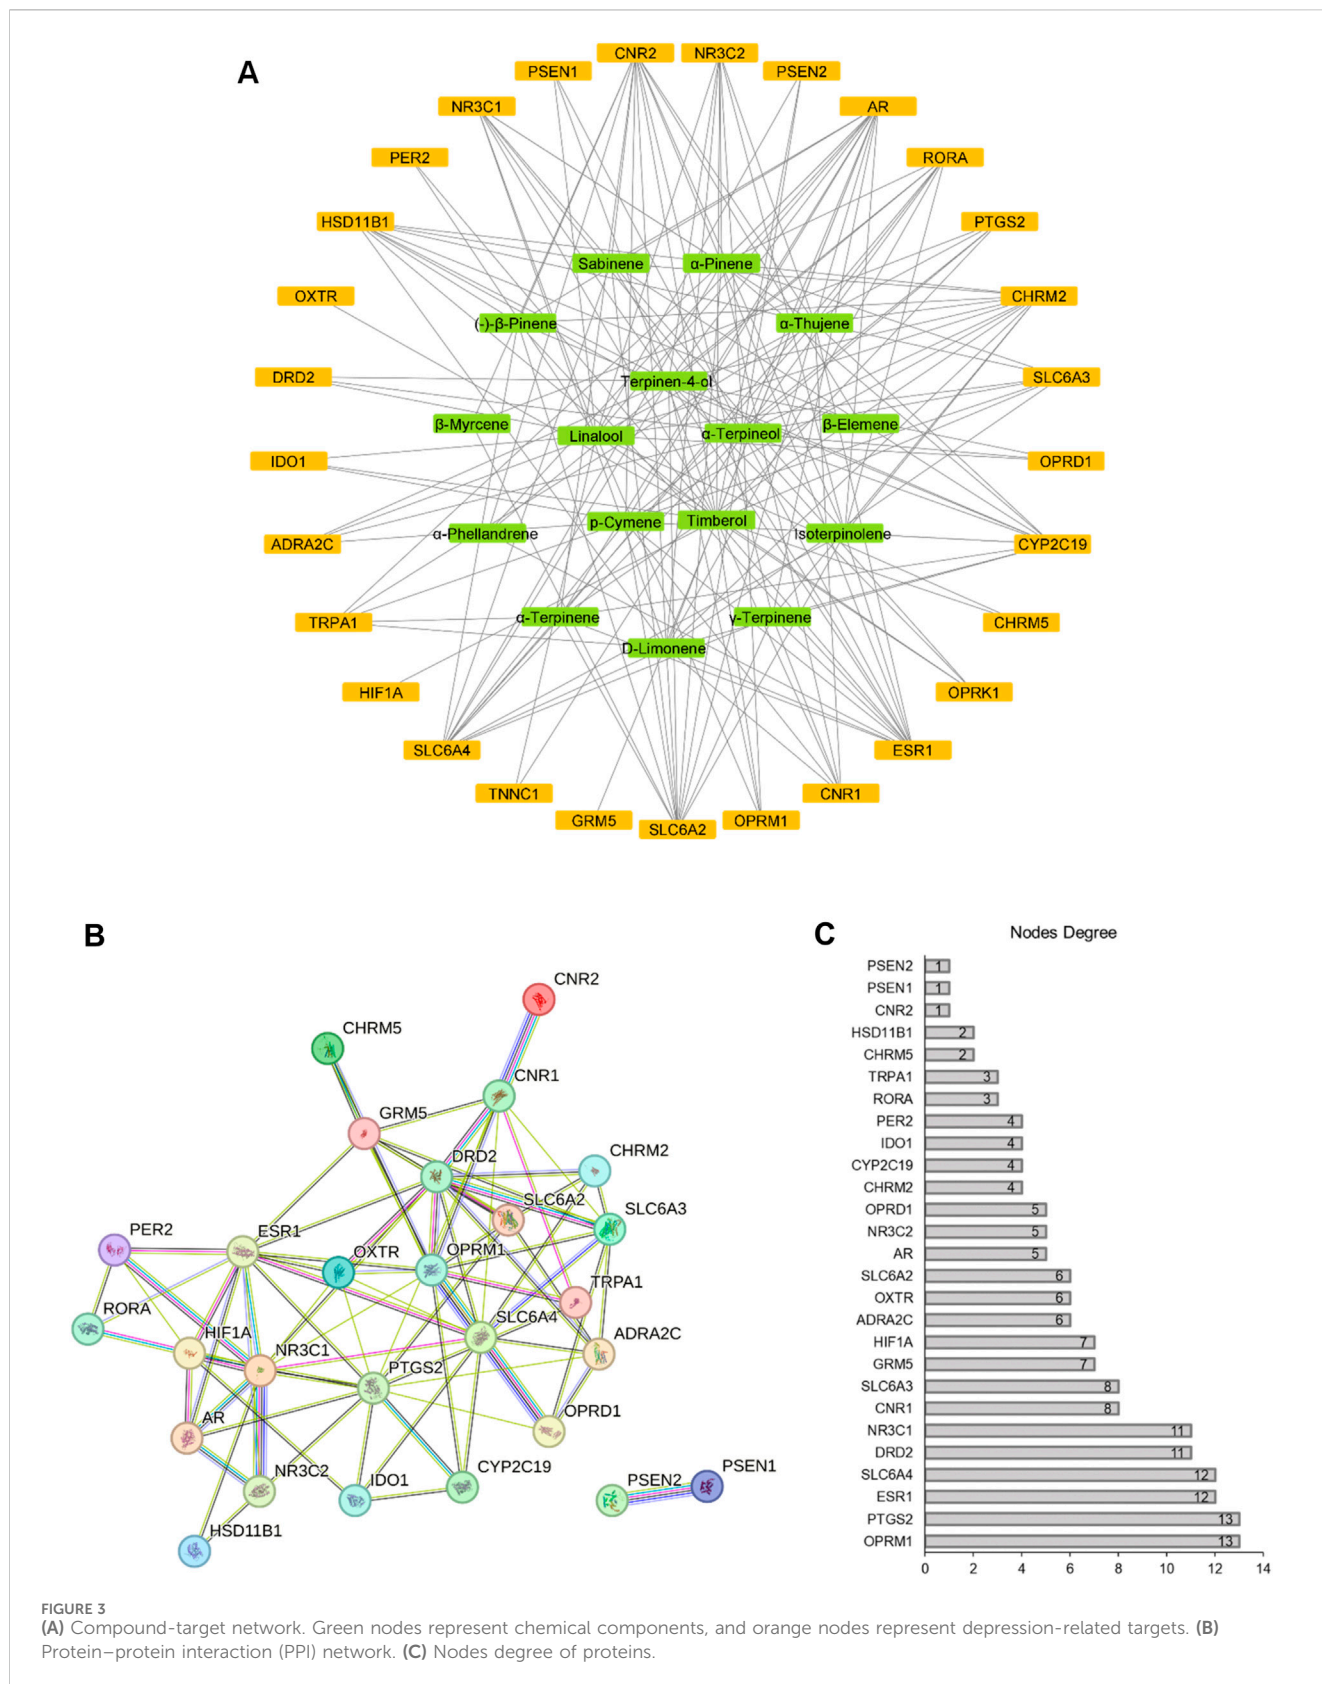 A
CNR2
NR3C2
PSEN1
PSEN2
NR3C1
AR
PER2
RORA
HSD11B1
PTGS2
Sabinene
α-Pinene
OXTR
CHRM2
(-)-β-Pinene
α-Thujene
DRD2
Terpinen-4-ol
SLC6A3
β-Myrcene
Linalool
α-Terpineol
β-Elemene
IDO1
OPRD1
ADRA2C
α-Phellandrene
p-Cymene
Timberol
Isoterpinolene
CYP2C19
TRPA1
α-Terpinene
γ-Terpinene
CHRM5
D-Limonene
HIF1A
OPRK1
SLC6A4
ESR1
TNNC1
CNR1
GRM5
SLC6A2
OPRM1
B
CNR2
CHRM5
CNR1
GRM5
DRD2
CHRM2
SLC6A2
SLC6A3
PER2
ESR1
OXTR
OPRM1
TRPA1
RORA
HIF1A
SLC6A4
ADRA2C
NR3C1
PTGS2
AR
OPRD1
NR3C2
IDO1
CYP2C19
PSEN2
PSEN1
HSD11B1
C
Nodes Degree
PSEN2 1
PSEN1 1
CNR2 1
HSD11B1 2
CHRM5 2
TRPA1 3
RORA 3
PER2 4
IDO1 4
CYP2C19 4
CHRM2 4
OPRD1 5
NR3C2 5
AR 5
SLC6A2 6
OXTR 6
ADRA2C 6
HIF1A 7
GRM5 7
SLC6A3 8
CNR1 8
NR3C1 11
DRD2 11
SLC6A4 12
ESR1 12
PTGS2 13
OPRM1 13
0 2 4 6 8 10 12 14
FIGURE 3
(A) Compound-target network. Green nodes represent chemical components, and orange nodes represent depression-related targets. (B)
Protein–protein interaction (PPI) network. (C) Nodes degree of proteins.